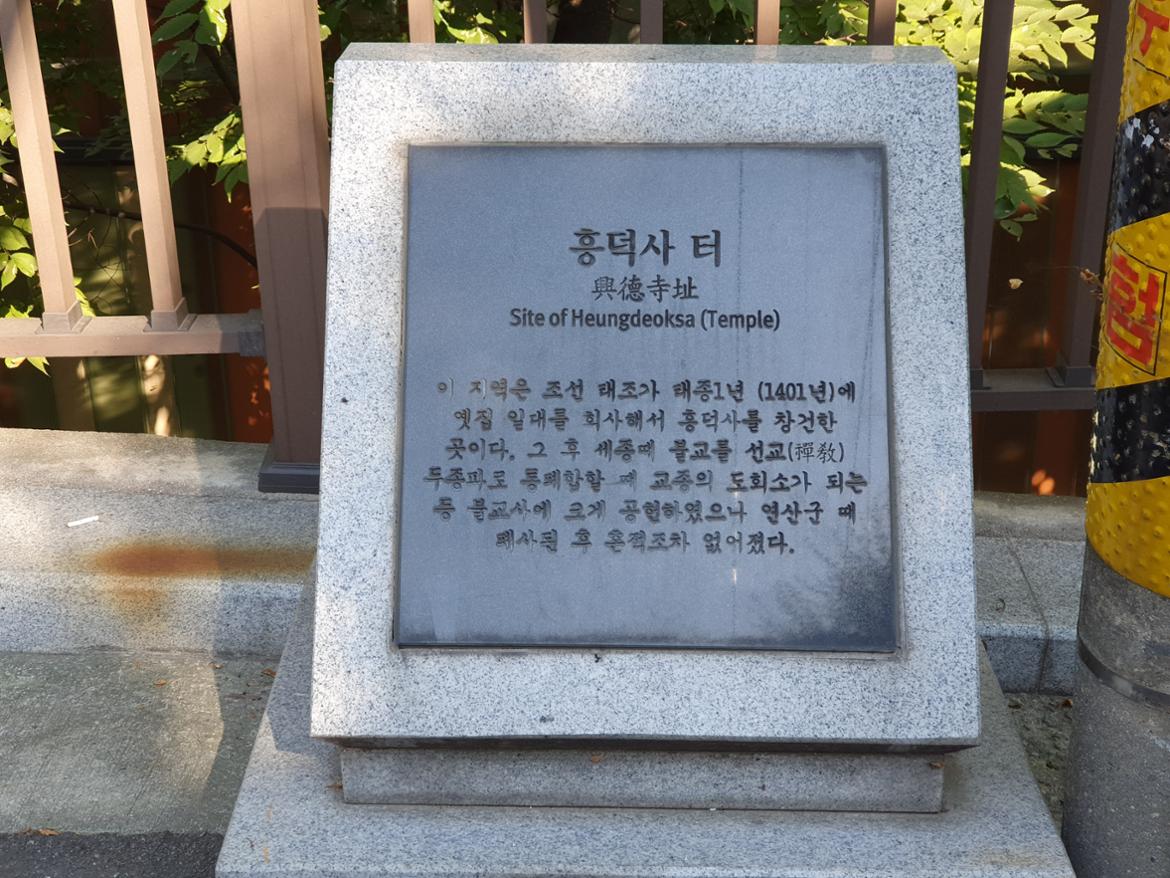 흥덕사 터
興德寺址
Site of Heungdeoksa (Temple)
이 지역은 조선 태조가 태종1년 (1401년)에
옛집 일대를 희사해서 흥덕사를 창건한
곳이다. 그 후 세종때 불교를 선교(禪敎)
두종파로 통폐합할 때 교종의 도회소가 되는
등 불교사에 크게 공헌하였으나 연산군 때
폐사된 후 흔적조차 없어졌다.
험